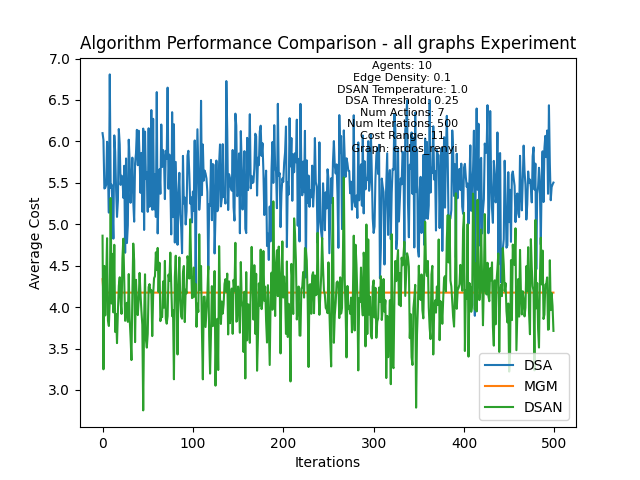 Algorithm Performance Comparison - all graphs Experiment
Agents: 10
Edge Density: 0.1
DSAN Temperature: 1.0
DSA Threshold: 0.25
Num Actions: 7
Num Iterations: 500
Cost Range: 11
Graph: erdos_renyi
7.0
6.5
6.0
5.5
5.0
4.5
4.0
3.5
3.0
Average Cost
0
100
200
300
400
500
Iterations
DSA
MGM
DSAN